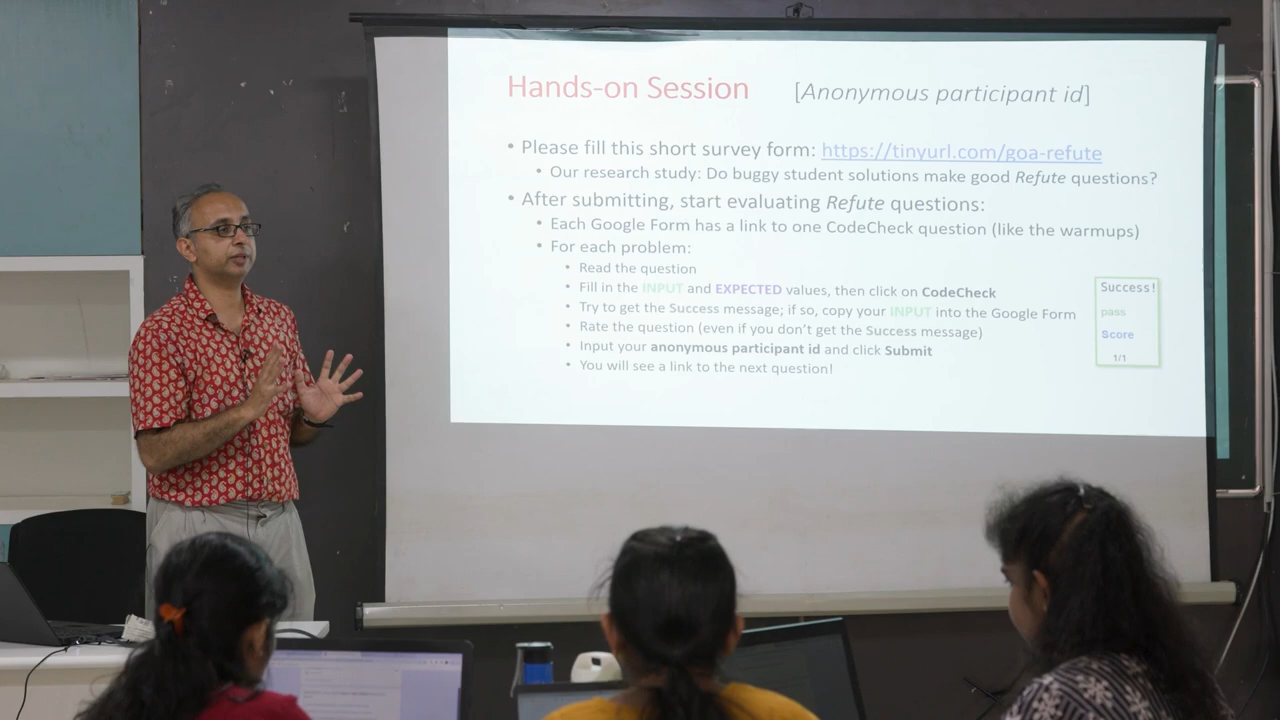 Hands-on Session [Anonymous participant id]
• Please fill this short survey form: https://tinyurl.com/goa-refute
• Our research study: Do buggy student solutions make good Refute questions?
• After submitting, start evaluating Refute questions:
• Each Google Form has a link to one CodeCheck question (like the warmups)
• For each problem:
• Read the question
• Fill in the INPUT and EXPECTED values, then click on CodeCheck
• Try to get the Success message; if so, copy your INPUT into the Google Form
• Rate the question (even if you don't get the Success message)
• Input your anonymous participant id and click Submit
• You will see a link to the next question!
Success!
pass
Score
1/1